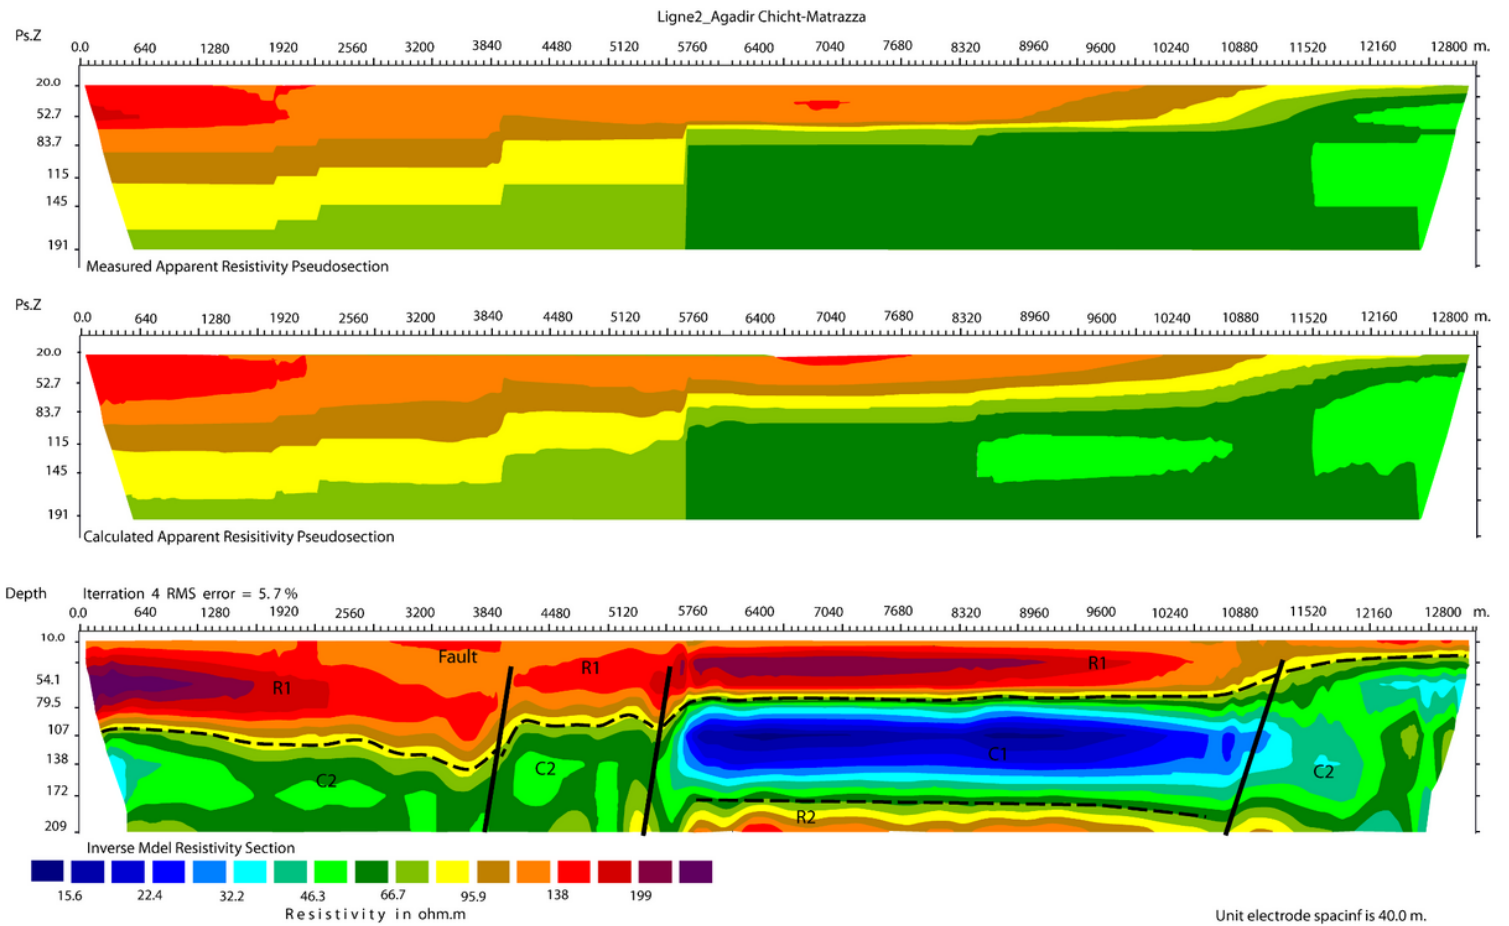 Ligne2_Agadir Chicht-Matrazza
Ps.Z
0.0 640 1280 1920 2560 3200 3840 4480 5120 5760 6400 7040 7680 8320 8960 9600 10240 10880 11520 12160 12800 m.
20.0
52.7
83.7
115
145
191
Measured Apparent Resistivity Pseudosection
Ps.Z
0.0 640 1280 1920 2560 3200 3840 4480 5120 5760 6400 7040 7680 8320 8960 9600 10240 10880 11520 12160 12800 m.
20.0
52.7
83.7
115
145
191
Calculated Apparent Resisitivity Pseudosection
Depth Iterration 4 RMS error = 5.7 %
0.0 640 1280 1920 2560 3200 3840 4480 5120 5760 6400 7040 7680 8320 8960 9600 10240 10880 11520 12160 12800 m.
10.0
Fault
R1
R1
54.1
R1
79.5
107
C1
138
C2
C2
C2
172
R2
209
Inverse Mdel Resistivity Section
15.6 22.4 32.2 46.3 66.7 95.9 138 199
Resistivity in ohm.m
Unit electrode spacinf is 40.0 m.